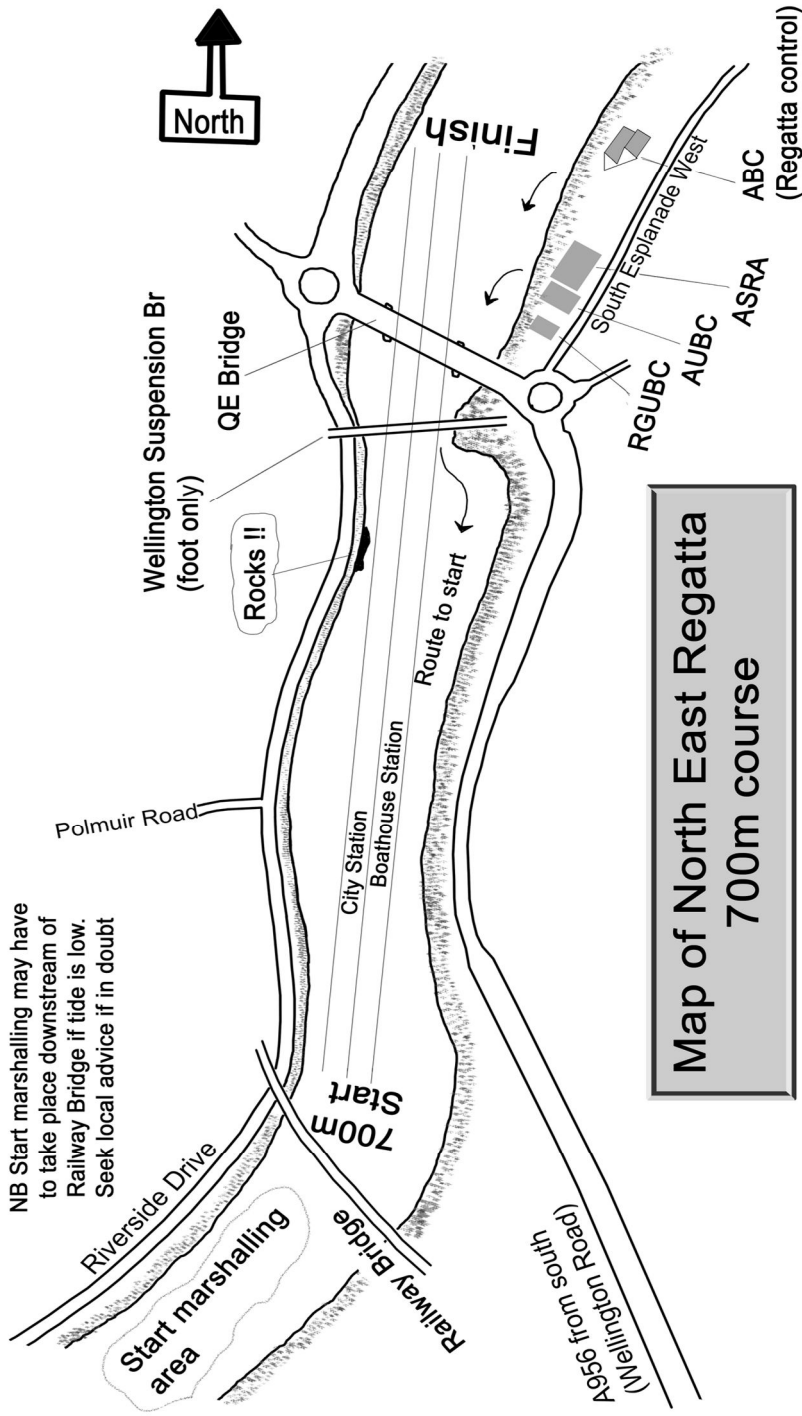 North
NB Start marshalling may have
to take place downstream of
Railway Bridge if tide is low.
Seek local advice if in doubt
Riverside Drive
Start marshalling
area
Railway Bridge
700m
Start
Polmuir Road
City Station
Boathouse Station
Route to start
Rocks !!
Wellington Suspension Br
(foot only)
QE Bridge
Finish
South Esplanade West
RGUBC
AUBC
ASRA
ABC
(Regatta control)
A956 from south
(Wellington Road)
Map of North East Regatta
700m course